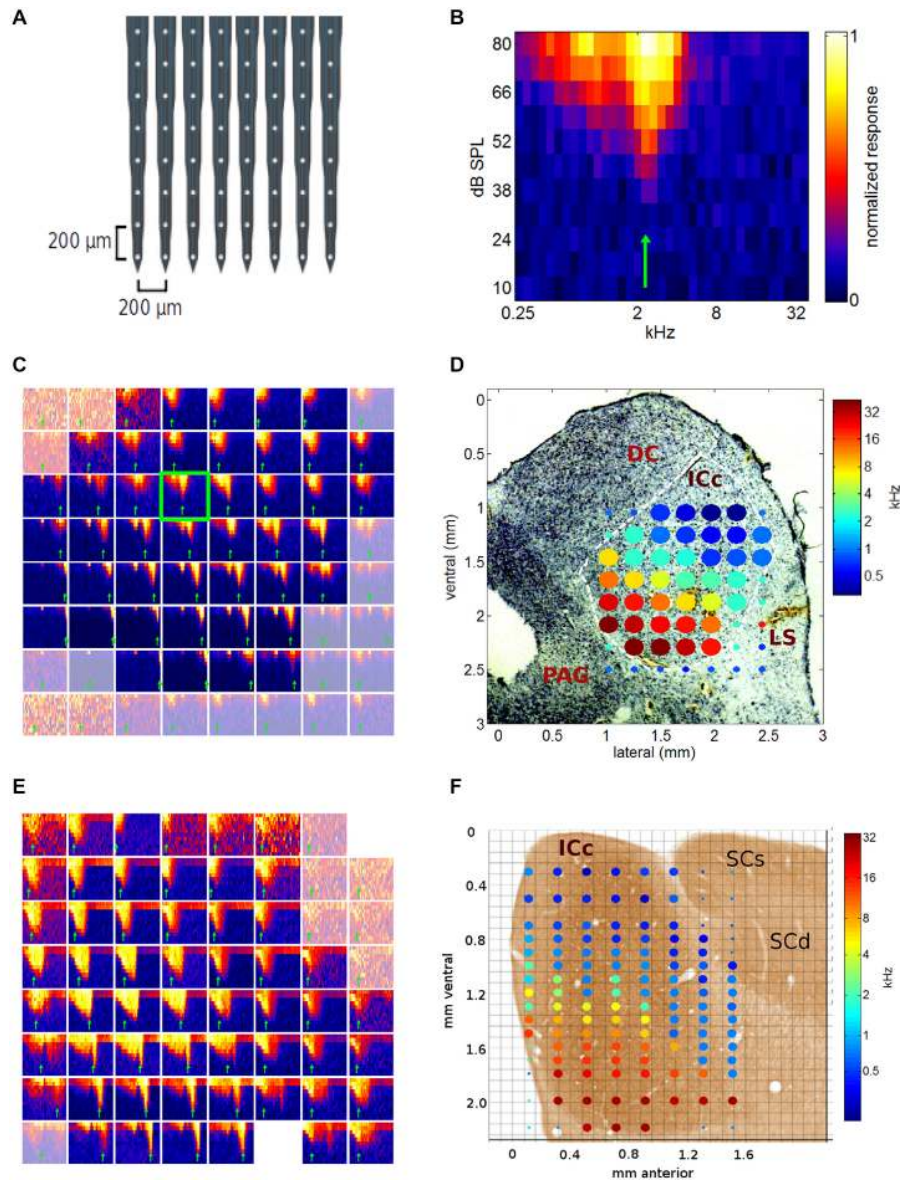 A
200 µm
200 µm
B
80
66
52
38
24
10
dB SPL
0.25
2
8
32
kHz
1
0
normalized response
C
D
0
0.5
1.0
1.5
2.0
2.5
3.0
ventral (mm)
0
0.5
1.0
1.5
2
2.5
3
lateral (mm)
DC
ICc
LS
PAG
32
16
8
4
2
1
0.5
kHz
E
F
0
0.4
0.8
1.2
1.6
2.0
mm ventral
0
0.4
0.8
1.2
1.6
mm anterior
ICc
SCs
SCd
32
16
8
4
2
1
0.5
kHz